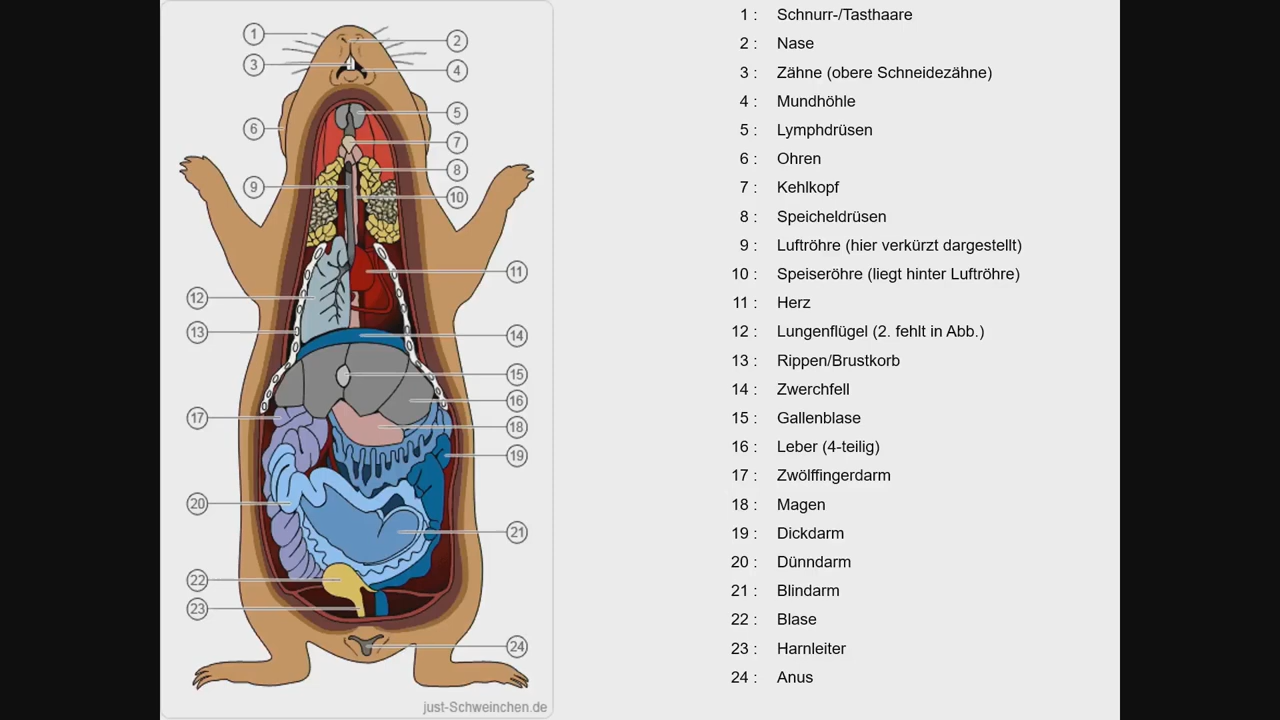 1
2
3
4
5
6
7
8
9
10
11
12
13
14
15
16
17
18
19
20
21
22
23
24
just-Schweinchen.de
1 : Schnurr-/Tasthaare
2 : Nase
3 : Zähne (obere Schneidezähne)
4 : Mundhöhle
5 : Lymphdrüsen
6 : Ohren
7 : Kehlkopf
8 : Speicheldrüsen
9 : Luftröhre (hier verkürzt dargestellt)
10 : Speiseröhre (liegt hinter Luftröhre)
11 : Herz
12 : Lungenflügel (2. fehlt in Abb.)
13 : Rippen/Brustkorb
14 : Zwerchfell
15 : Gallenblase
16 : Leber (4-teilig)
17 : Zwölffingerdarm
18 : Magen
19 : Dickdarm
20 : Dünndarm
21 : Blindarm
22 : Blase
23 : Harnleiter
24 : Anus